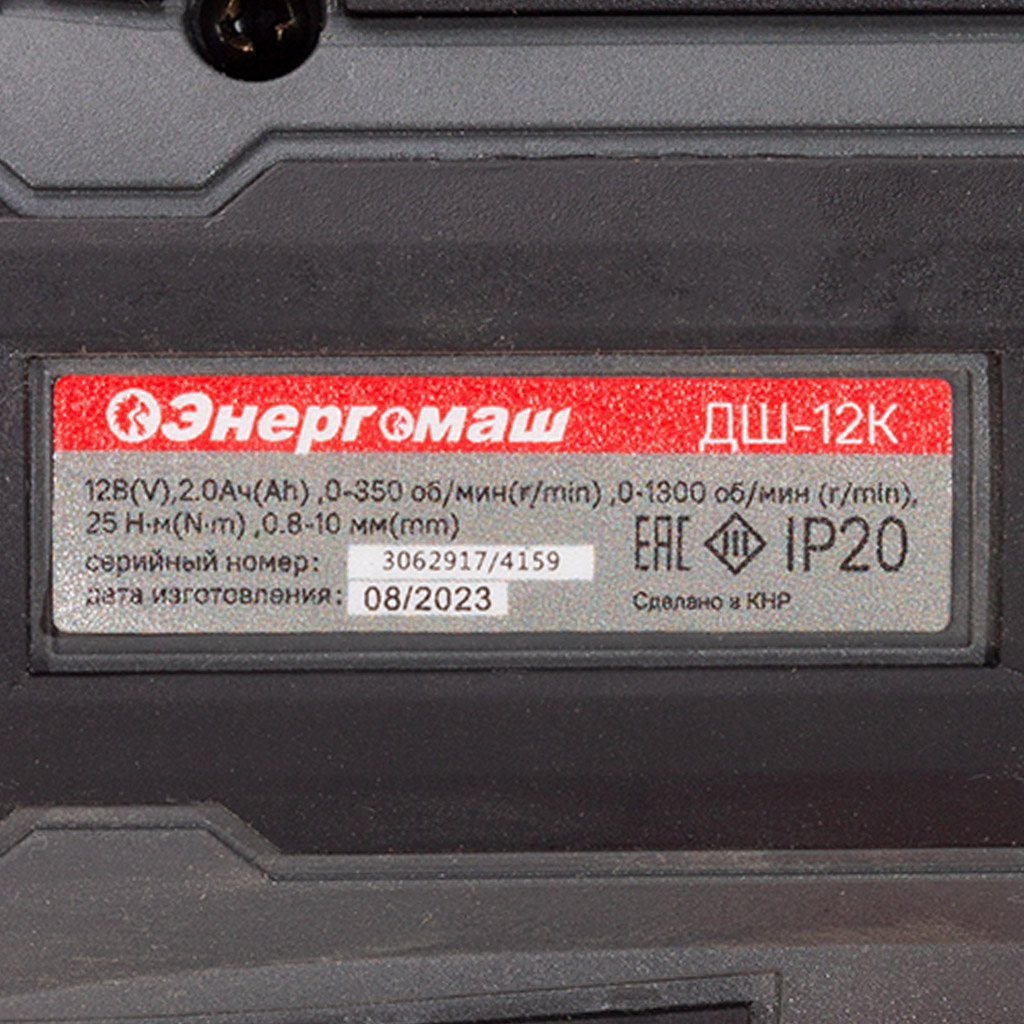 Энергомаш ДШ-12К
12В(V),2.0Ач(Ah) ,0-350 об/мин(r/min) ,0-1300 об/мин (r/min),
25 Н·м(N·m) ,0.8-10 мм(mm)
серийный номер: 3062917/4159
дата изготовления: 08/2023
EAC IP20
Сделано в КНР